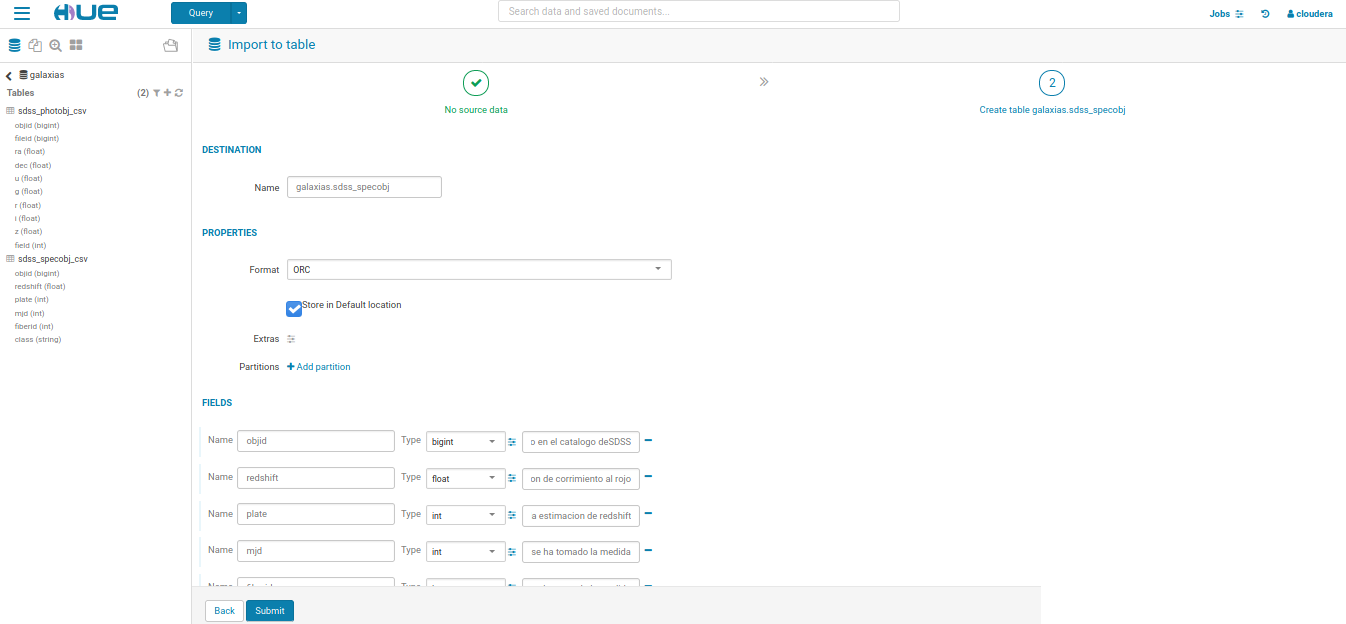 HUE
Query
Search data and saved documents...
Jobs
cloudera
Import to table
galaxias
Tables (2)
sdss_photobj_csv
objid (bigint)
fileid (bigint)
ra (float)
dec (float)
u (float)
g (float)
r (float)
i (float)
z (float)
field (int)
sdss_specobj_csv
objid (bigint)
redshift (float)
plate (int)
mjd (int)
fiberid (int)
class (string)
No source data
2
Create table galaxias.sdss_specobj
DESTINATION
Name galaxias.sdss_specobj
PROPERTIES
Format ORC
Store in Default location
Extras
Partitions Add partition
FIELDS
Name objid Type bigint o en el catalogo deSDSS
Name redshift Type float on de corrimiento al rojo
Name plate Type int a estimacion de redshift
Name mjd Type int se ha tomado la medida
Back Submit